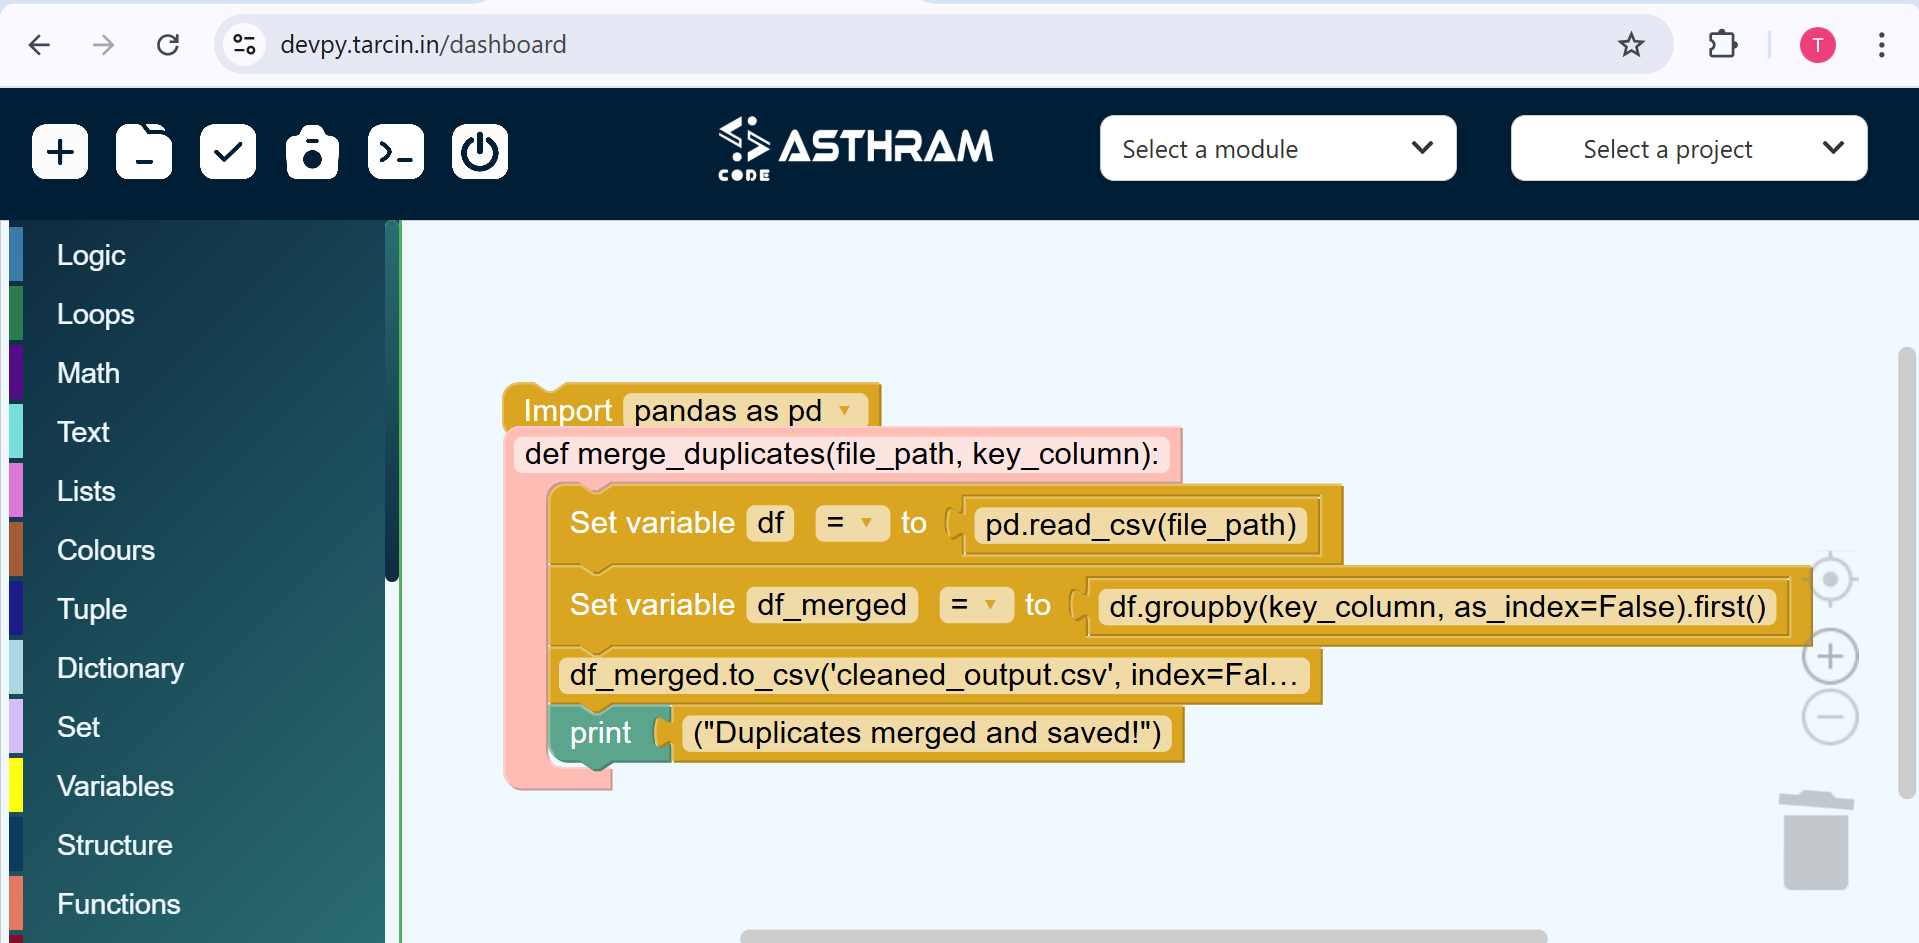 devpy.tarcin.in/dashboard
T
ASTHRAM
CODE
Select a module
Select a project
Logic
Loops
Math
Text
Lists
Colours
Tuple
Dictionary
Set
Variables
Structure
Functions
Import pandas as pd
def merge_duplicates(file_path, key_column):
Set variable df = to pd.read_csv(file_path)
Set variable df_merged = to df.groupby(key_column, as_index=False).first()
df_merged.to_csv('cleaned_output.csv', index=Fal...
print ("Duplicates merged and saved!")